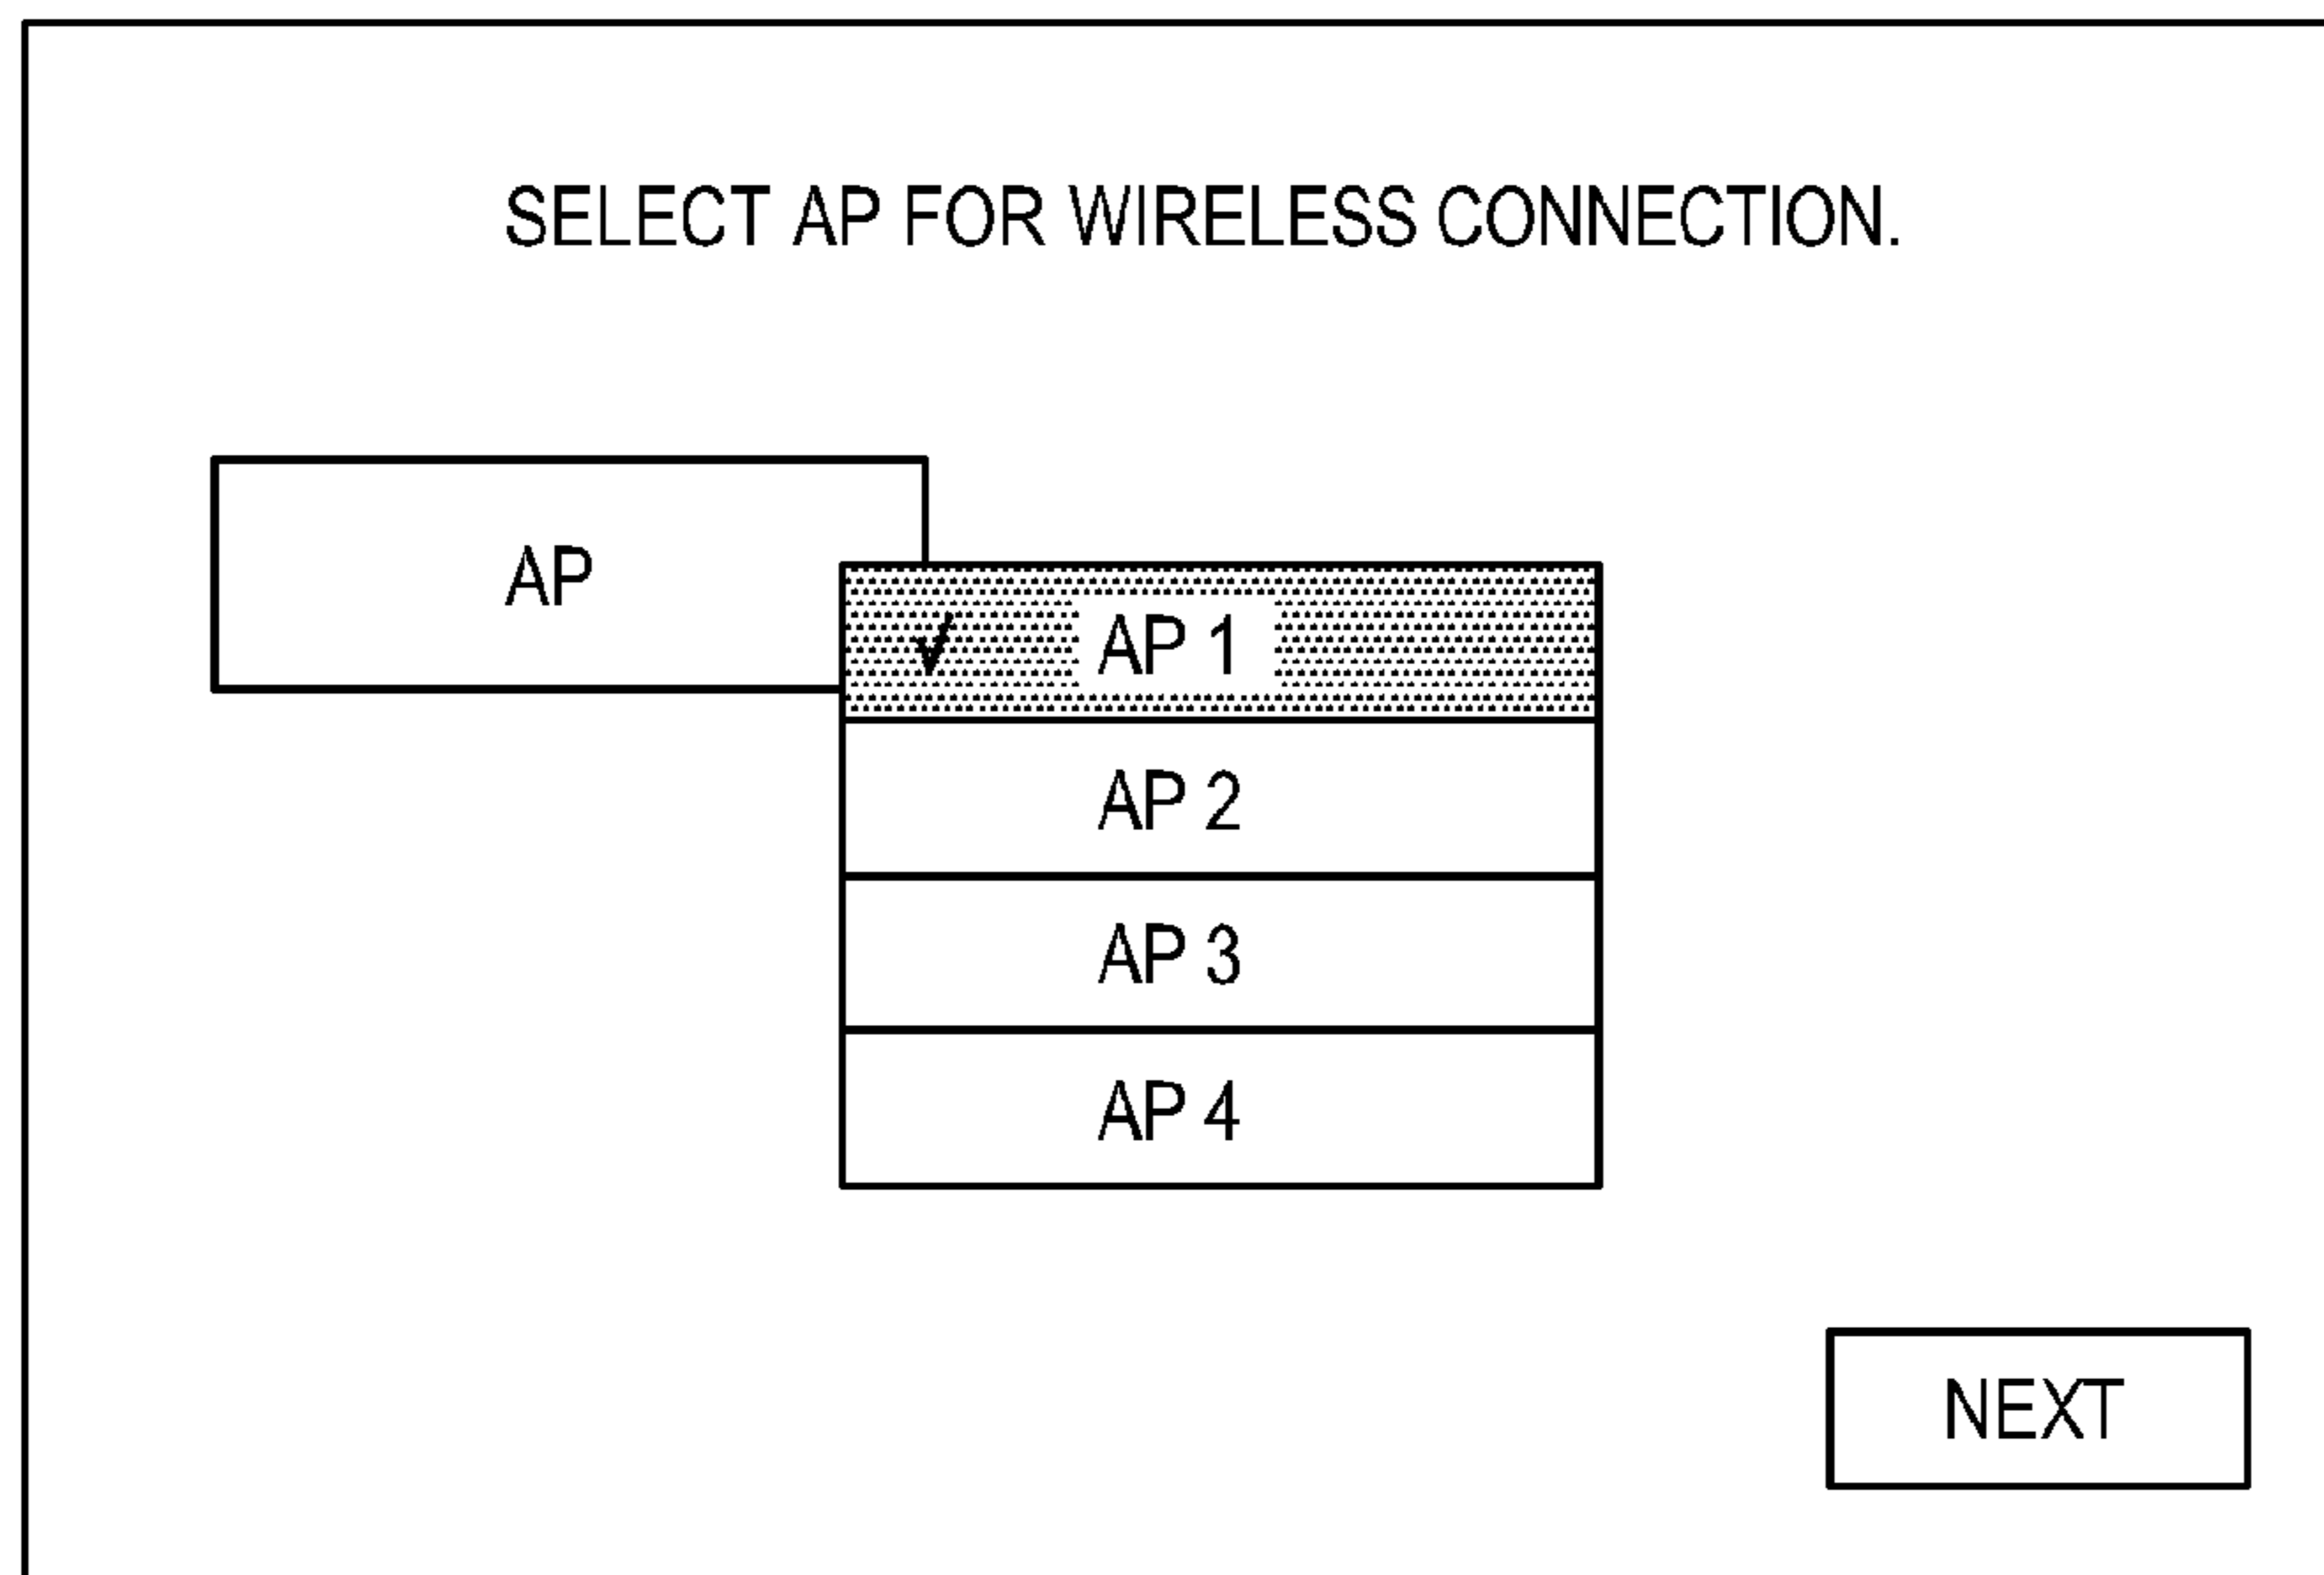 SELECT AP FOR WIRELESS CONNECTION.
AP
AP 1
AP 2
AP 3
AP 4
NEXT